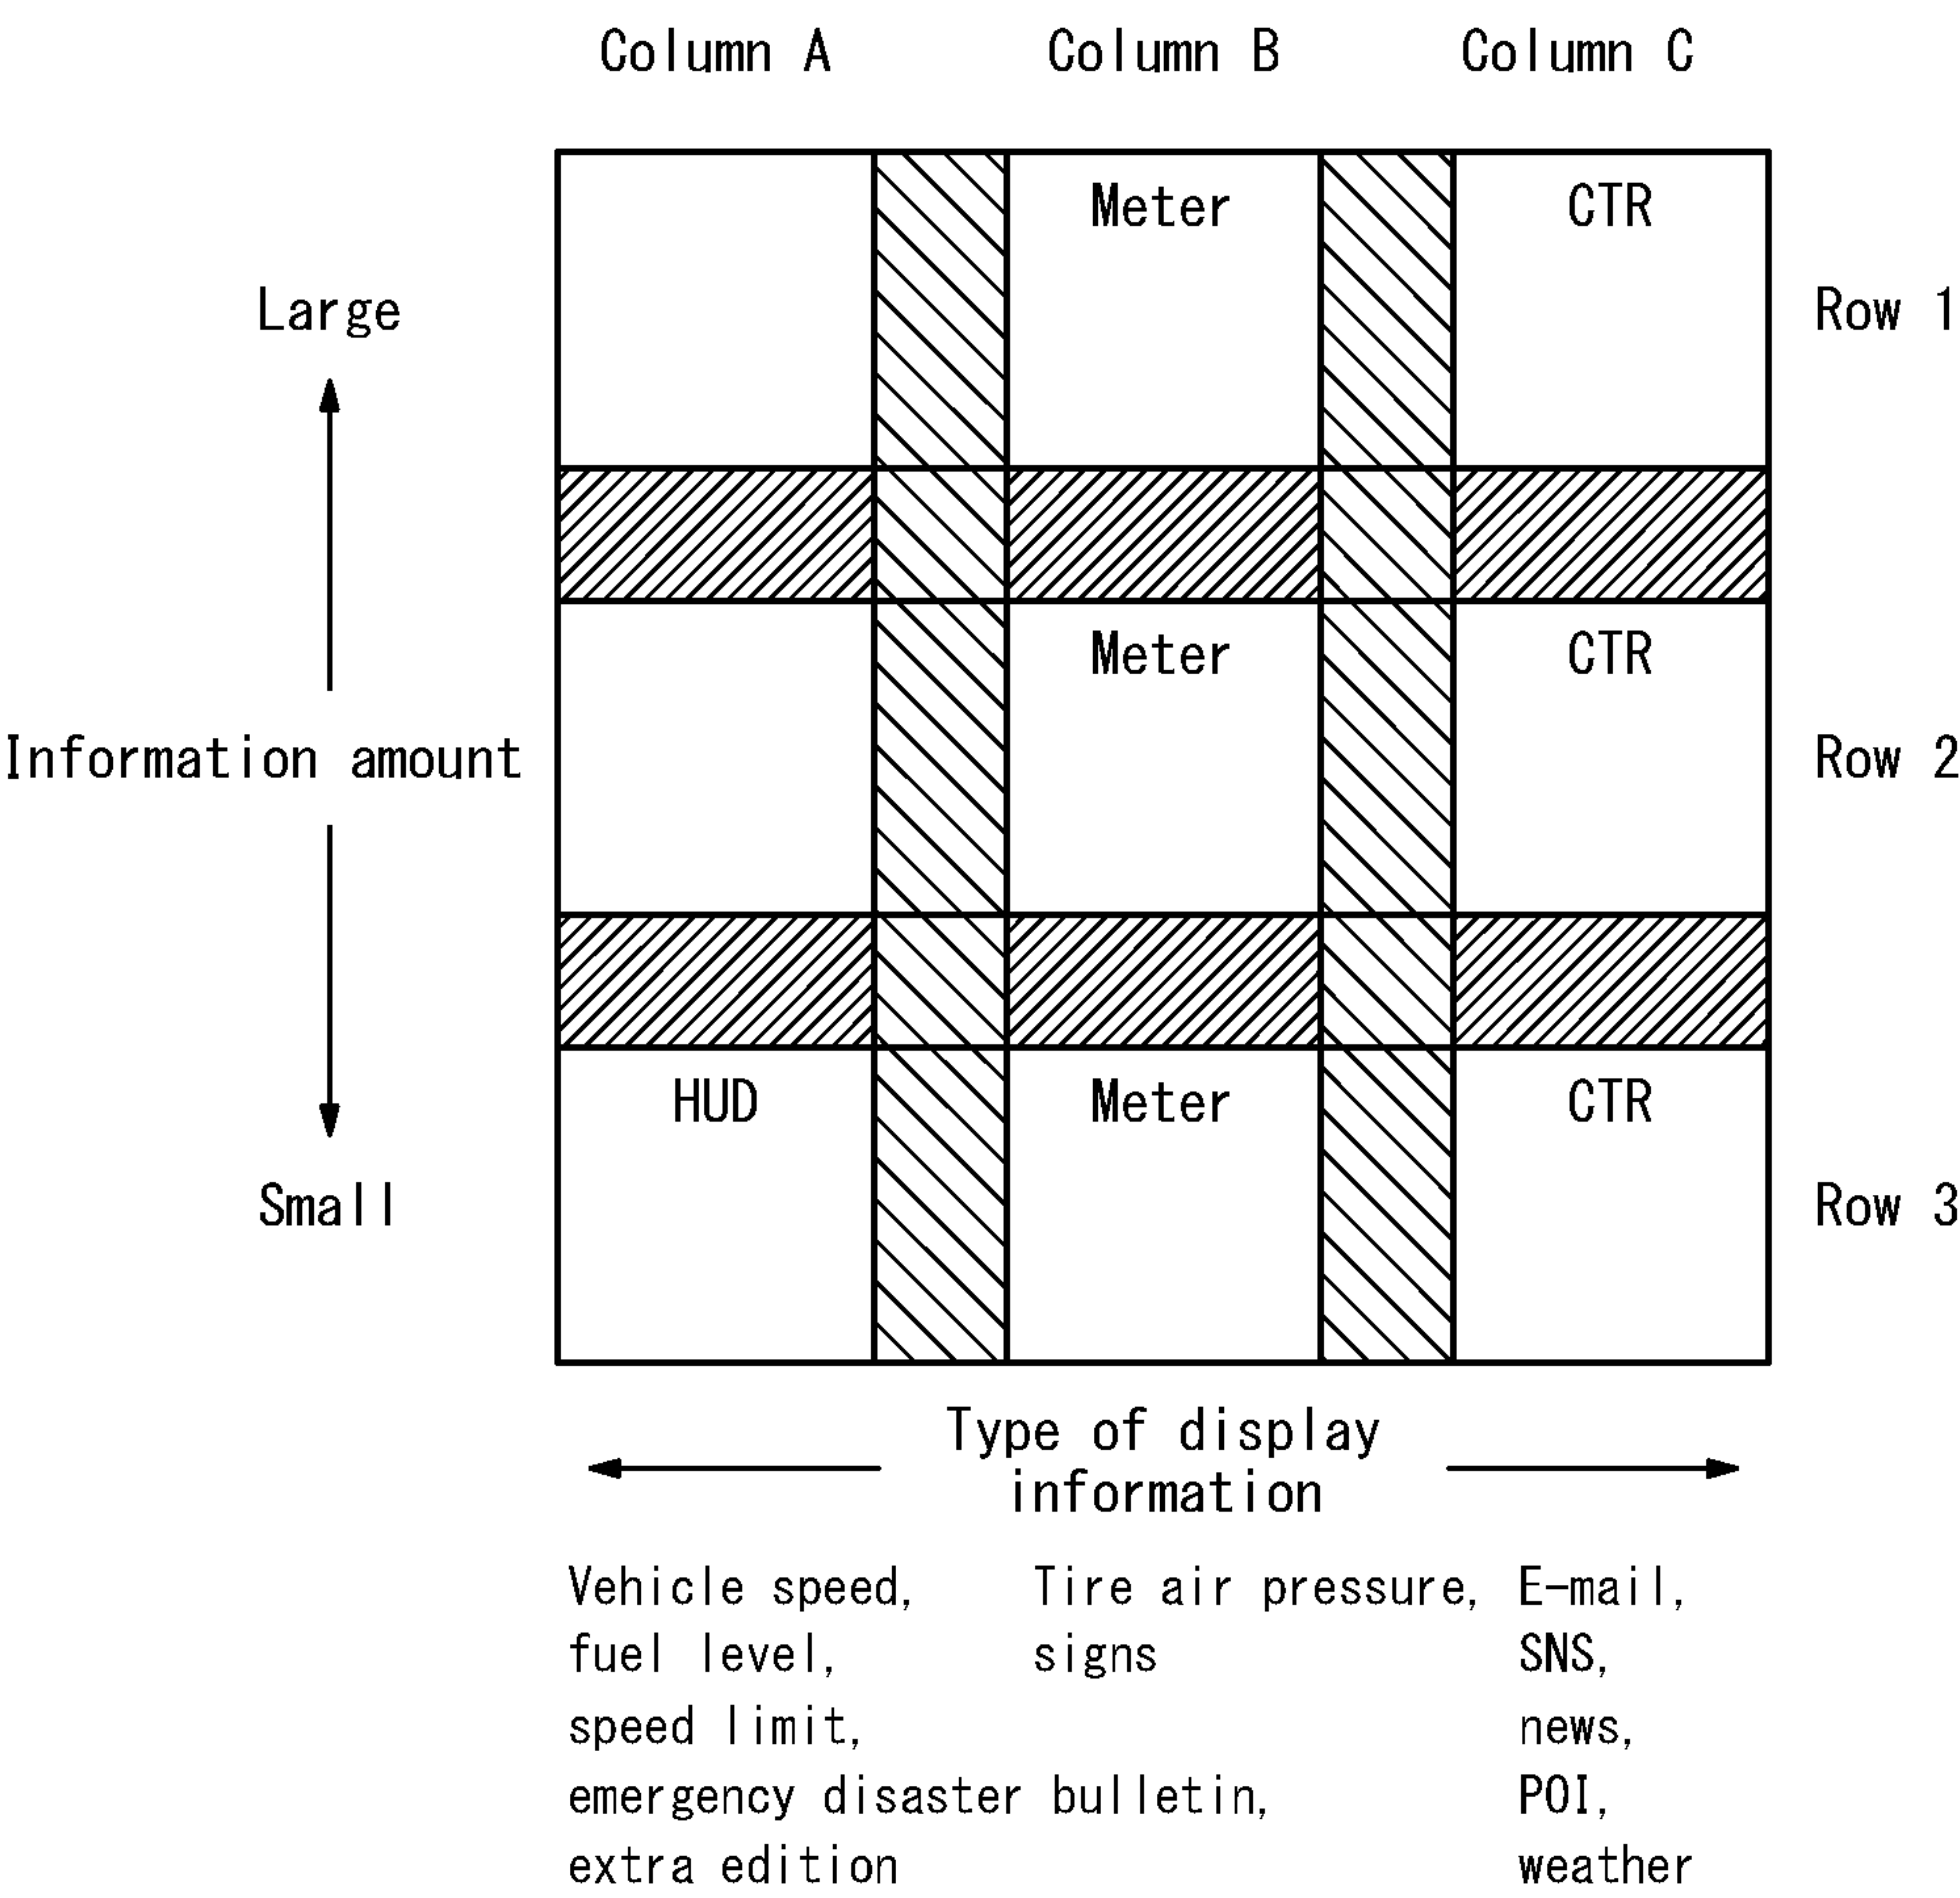 Column A Column B Column C
Meter CTR
Large Row 1
Meter CTR
Information amount Row 2
HUD Meter CTR
Small Row 3
Type of display
information
Vehicle speed, Tire air pressure, E-mail,
fuel level, signs SNS,
speed limit, news,
emergency disaster bulletin, POI,
extra edition weather